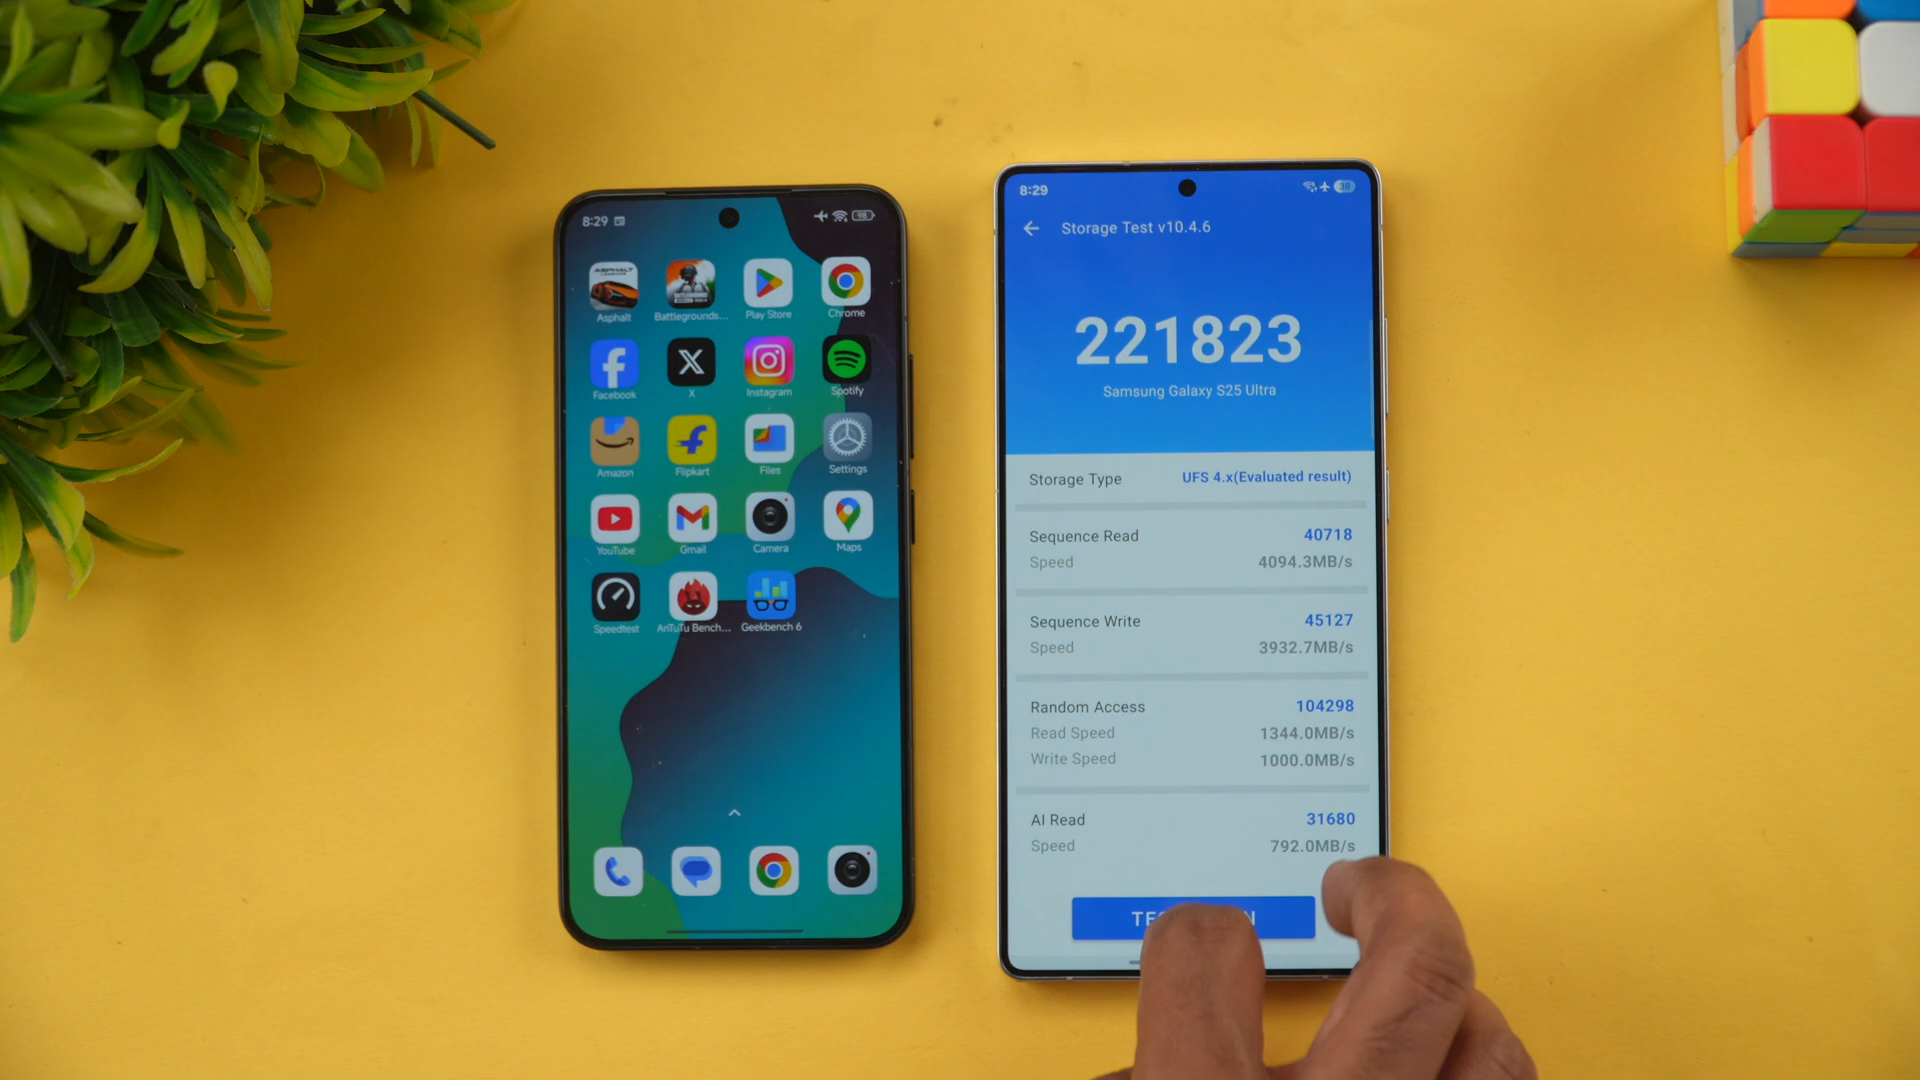 8:29
98
ASPHALT
Asphalt
Battlegrounds...
Play Store
Chrome
Facebook
X
Instagram
Spotify
Amazon
Flipkart
Files
Settings
YouTube
Gmail
Camera
Maps
Speedtest
AnTuTu Bench...
Geekbench 6
8:29
38
Storage Test v10.4.6
221823
Samsung Galaxy S25 Ultra
Storage Type UFS 4.x(Evaluated result)
Sequence Read 40718
Speed 4094.3MB/s
Sequence Write 45127
Speed 3932.7MB/s
Random Access 104298
Read Speed 1344.0MB/s
Write Speed 1000.0MB/s
AI Read 31680
Speed 792.0MB/s